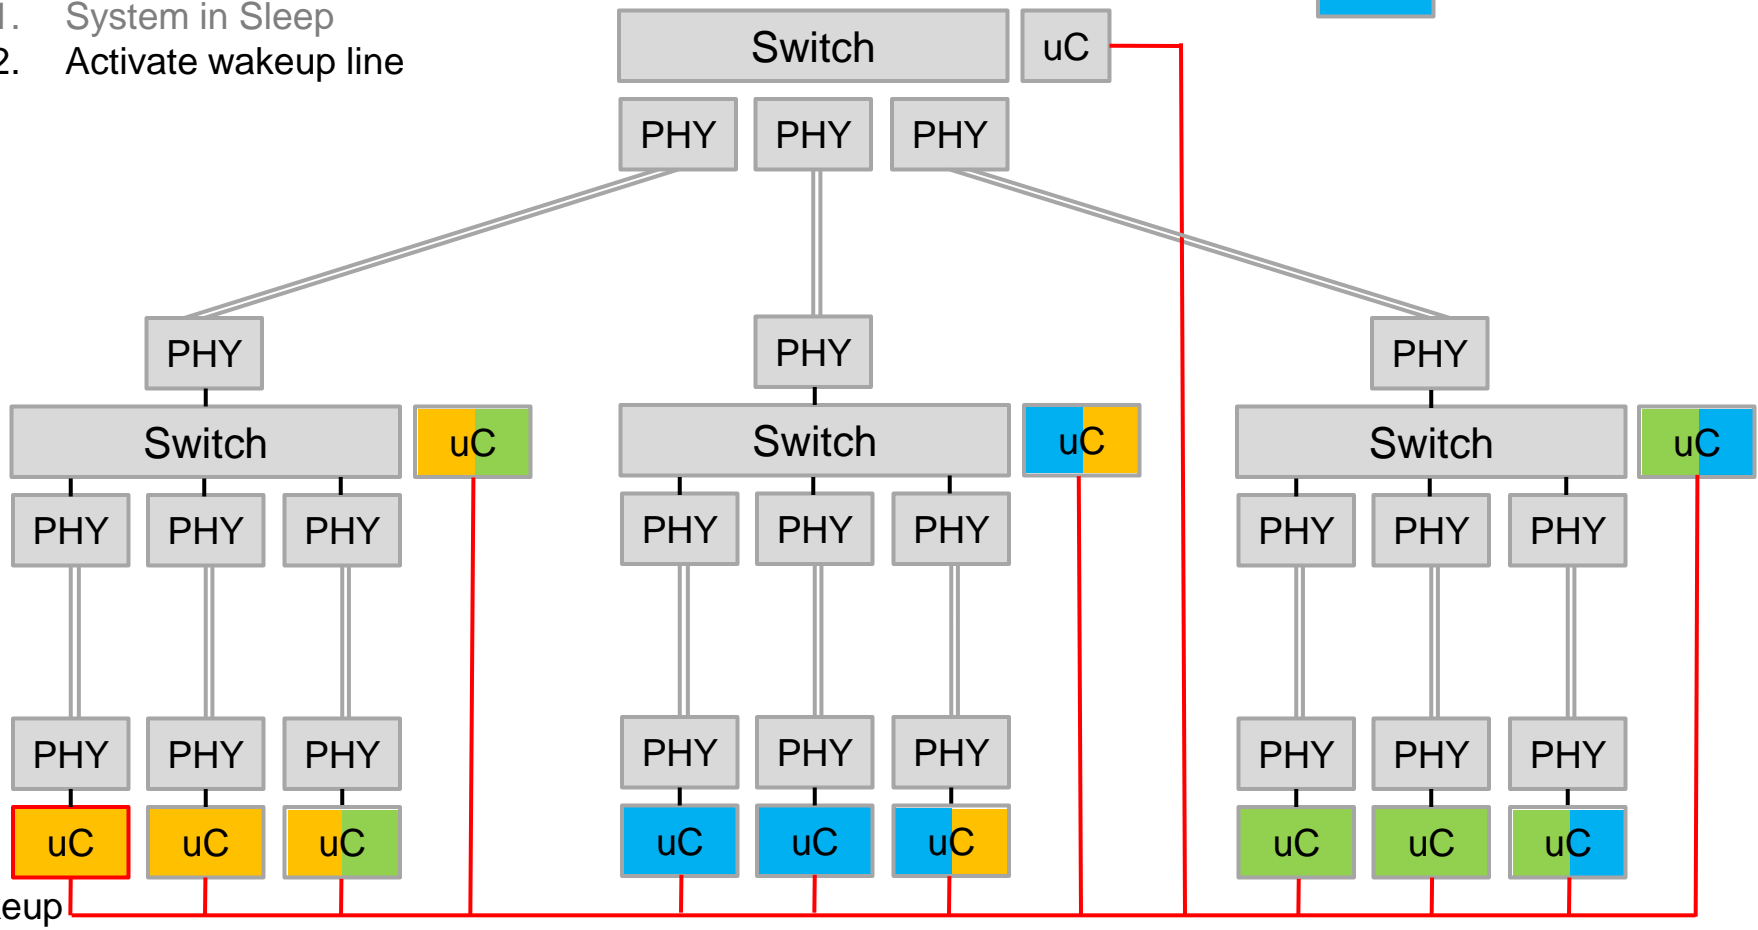 1. System in Sleep
2. Activate wakeup line
Switch uC
PHY PHY PHY
PHY PHY PHY
Switch uC Switch uC Switch uC
PHY PHY PHY PHY PHY PHY PHY PHY PHY
PHY PHY PHY PHY PHY PHY PHY PHY PHY
uC uC uC uC uC uC uC uC uC
eup